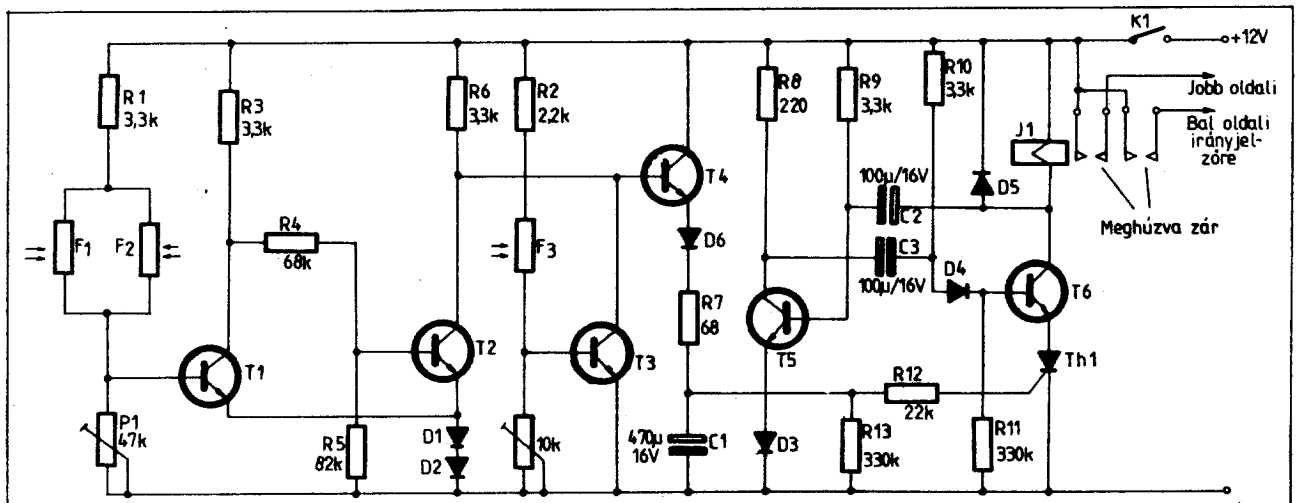 K1
+12V
R1
3,3k
R3
3,3k
R6
3,3k
R2
2,2k
R8
220
R9
3,3k
R10
3,3k
Jobb oldali
Bal oldali
irányjel-
zőre
J1
T4
100μ/16V
C2
D5
Meghúzva zár
F1
F2
R4
68k
D6
F3
C3
100μ/16V
D4
T6
R7
68
T1
T2
T3
T5
Th1
R12
22k
P1
47k
R5
82k
D1
D2
10k
470μ
16V
C1
D3
R13
330k
R11
330k